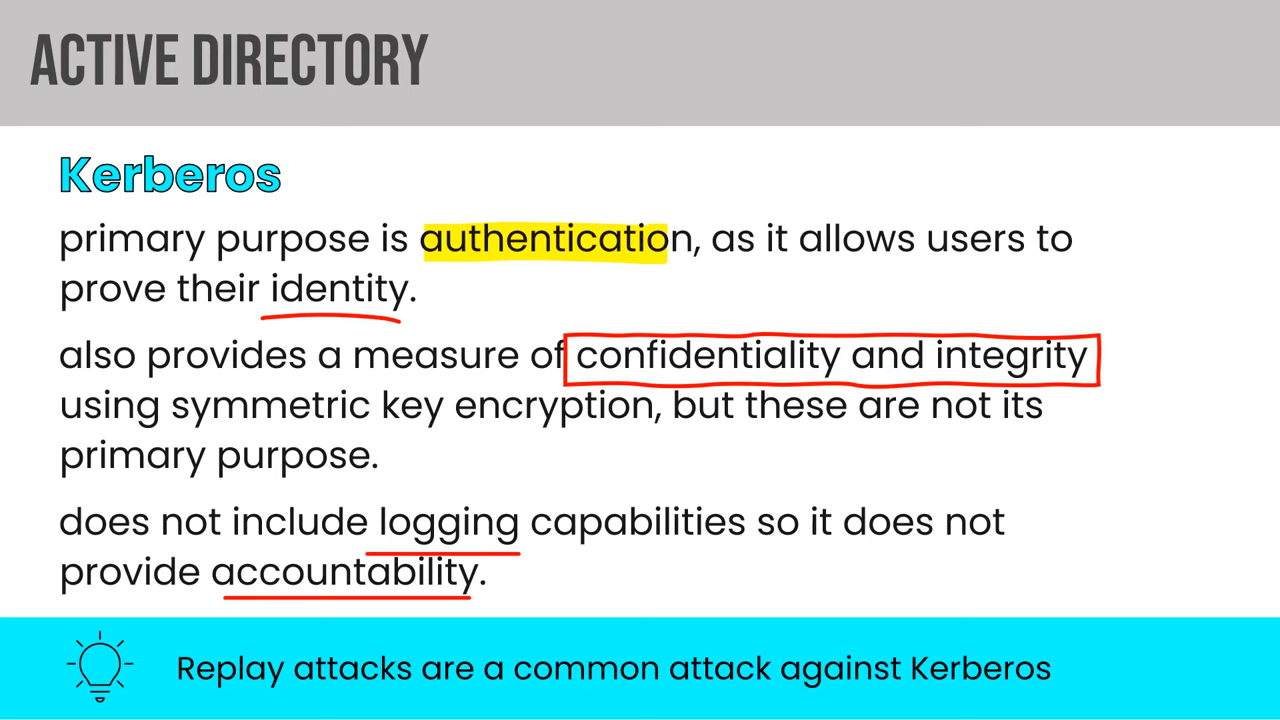 ACTIVE DIRECTORY
Kerberos
primary purpose is authentication, as it allows users to
prove their identity.
also provides a measure of confidentiality and integrity
using symmetric key encryption, but these are not its
primary purpose.
does not include logging capabilities so it does not
provide accountability.
Replay attacks are a common attack against Kerberos